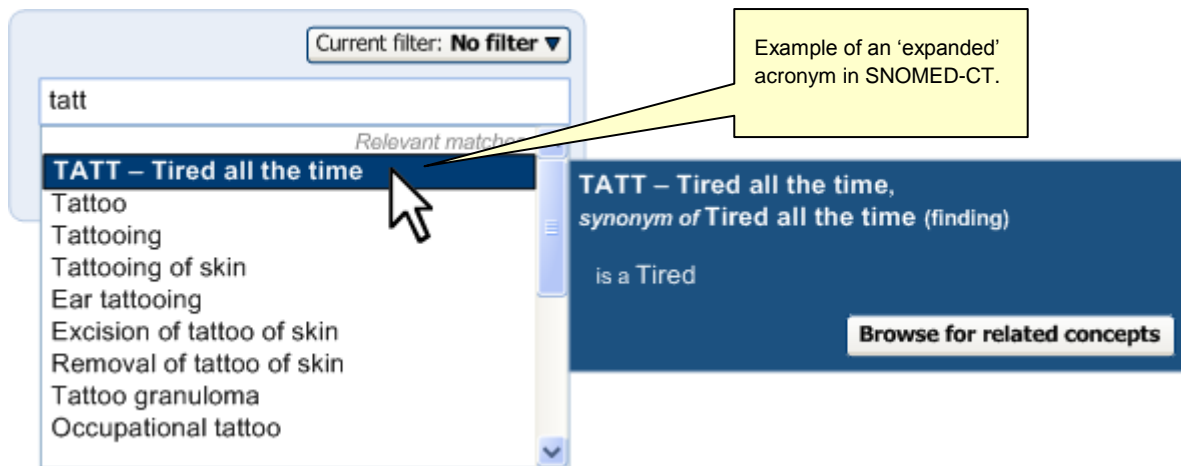 Current filter: No filter ▼
Example of an ‘expanded’
acronym in SNOMED-CT.
tatt
Relevant matches
TATT – Tired all the time
Tattoo
Tattooing
Tattooing of skin
Ear tattooing
Excision of tattoo of skin
Removal of tattoo of skin
Tattoo granuloma
Occupational tattoo
TATT – Tired all the time,
synonym of Tired all the time (finding)
is a Tired
Browse for related concepts